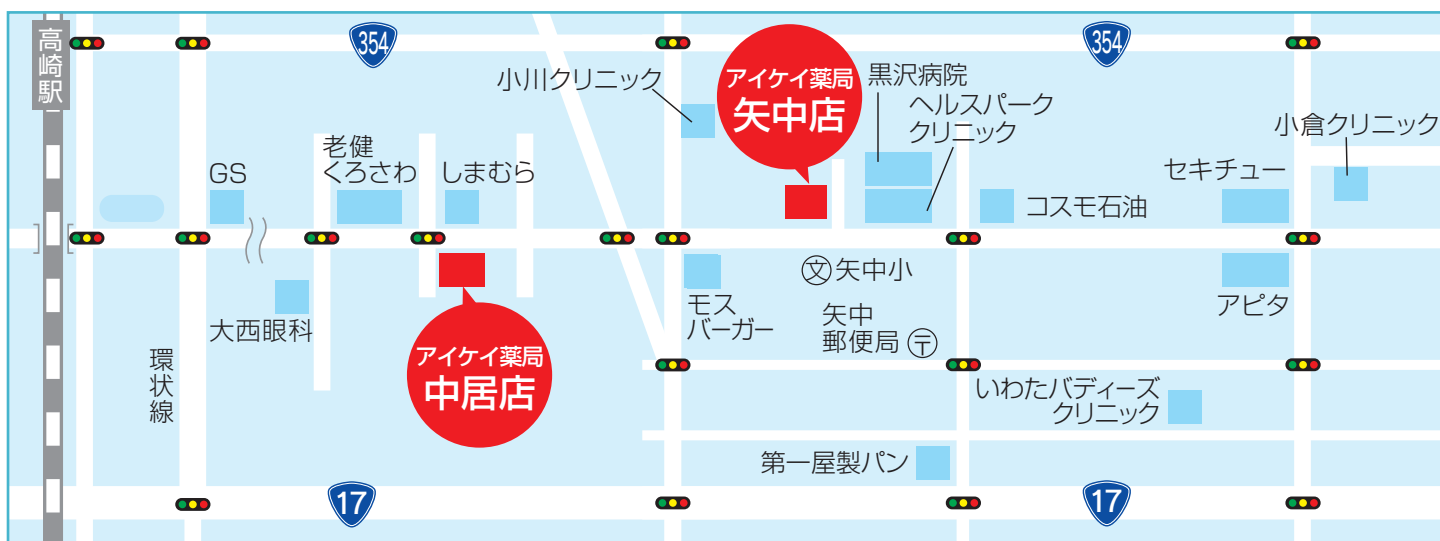 高崎駅
354
354
小川クリニック
アイケイ薬局
矢中店
黒沢病院
ヘルスパーク
クリニック
小倉クリニック
GS
老健
くろさわ
しまむら
コスモ石油
セキチュー
大西眼科
アイケイ薬局
中居店
モス
バーガー
文 矢中小
矢中
郵便局 〒
アピタ
環状線
いわたバディーズ
クリニック
第一屋製パン
17
17